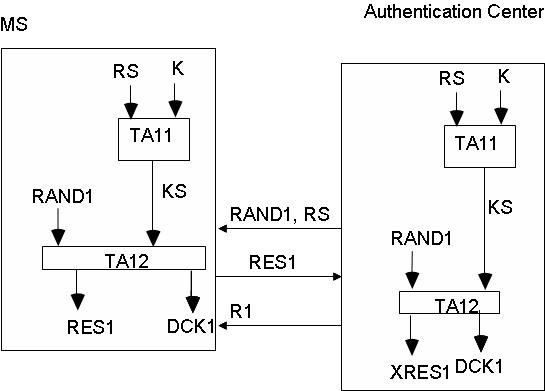 MS
Authentication Center
RS K
TA11
KS
RAND1
TA12
RES1 DCK1
RAND1, RS
RES1
R1
RS K
TA11
KS
RAND1
TA12
XRES1 DCK1